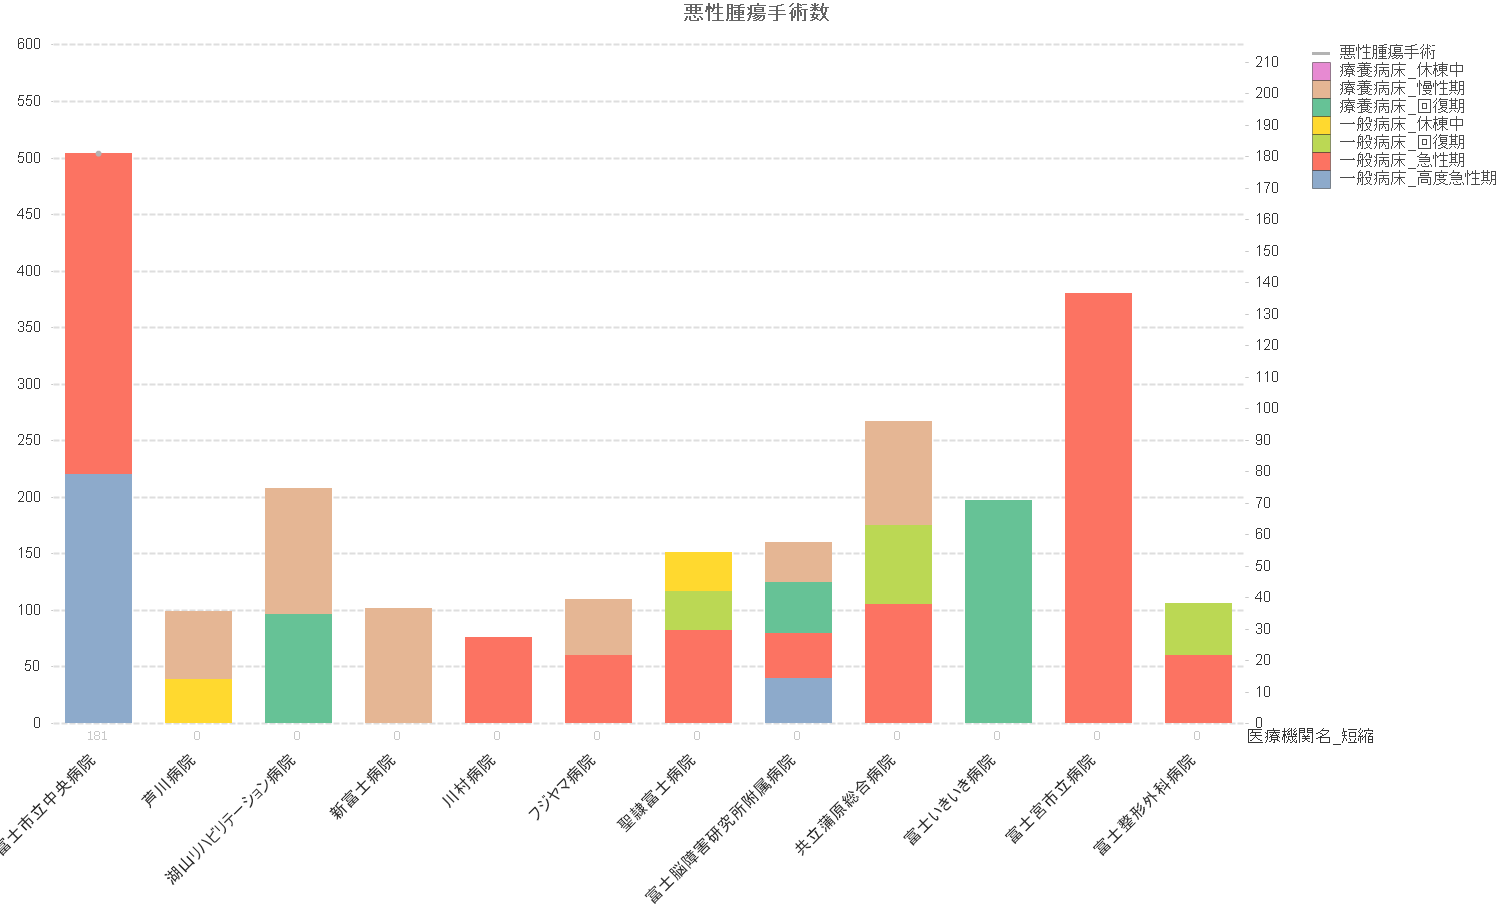 悪性腫瘍手術数
600
550
500
450
400
350
300
250
200
150
100
50
0
210
200
190
180
170
160
150
140
130
120
110
100
90
80
70
60
50
40
30
20
10
0
悪性腫瘍手術
療養病床_休棟中
療養病床_慢性期
療養病床_回復期
一般病床_休棟中
一般病床_回復期
一般病床_急性期
一般病床_高度急性期
181 0 0 0 0 0 0 0 0 0 0 0
医療機関名_短縮
富士市立中央病院
芦川病院
湖山リハビリテーション病院
新富士病院
川村病院
フジヤマ病院
聖隷富士病院
富士脳障害研究所附属病院
共立蒲原総合病院
富士いきいき病院
富士宮市立病院
富士整形外科病院